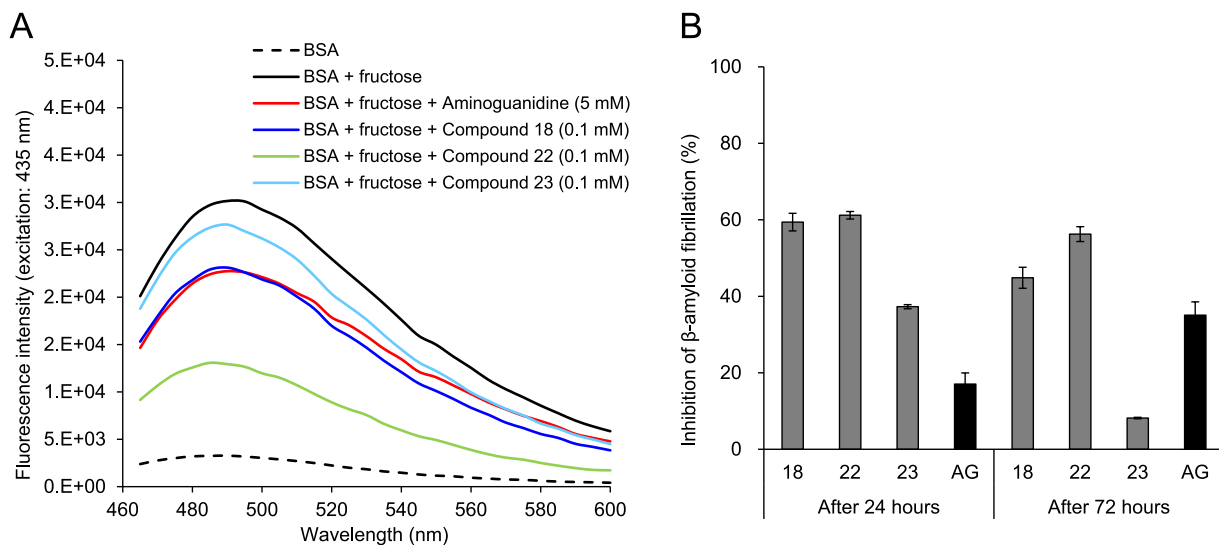 A
Fluorescence intensity (excitation: 435 nm)
5.E+04
4.E+04
4.E+04
3.E+04
3.E+04
2.E+04
2.E+04
1.E+04
5.E+03
0.E+00
BSA
BSA + fructose
BSA + fructose + Aminoguanidine (5 mM)
BSA + fructose + Compound 18 (0.1 mM)
BSA + fructose + Compound 22 (0.1 mM)
BSA + fructose + Compound 23 (0.1 mM)
460 480 500 520 540 560 580 600
Wavelength (nm)
B
Inhibition of β-amyloid fibrillation (%)
100
80
60
40
20
0
18 22 23 AG 18 22 23 AG
After 24 hours After 72 hours